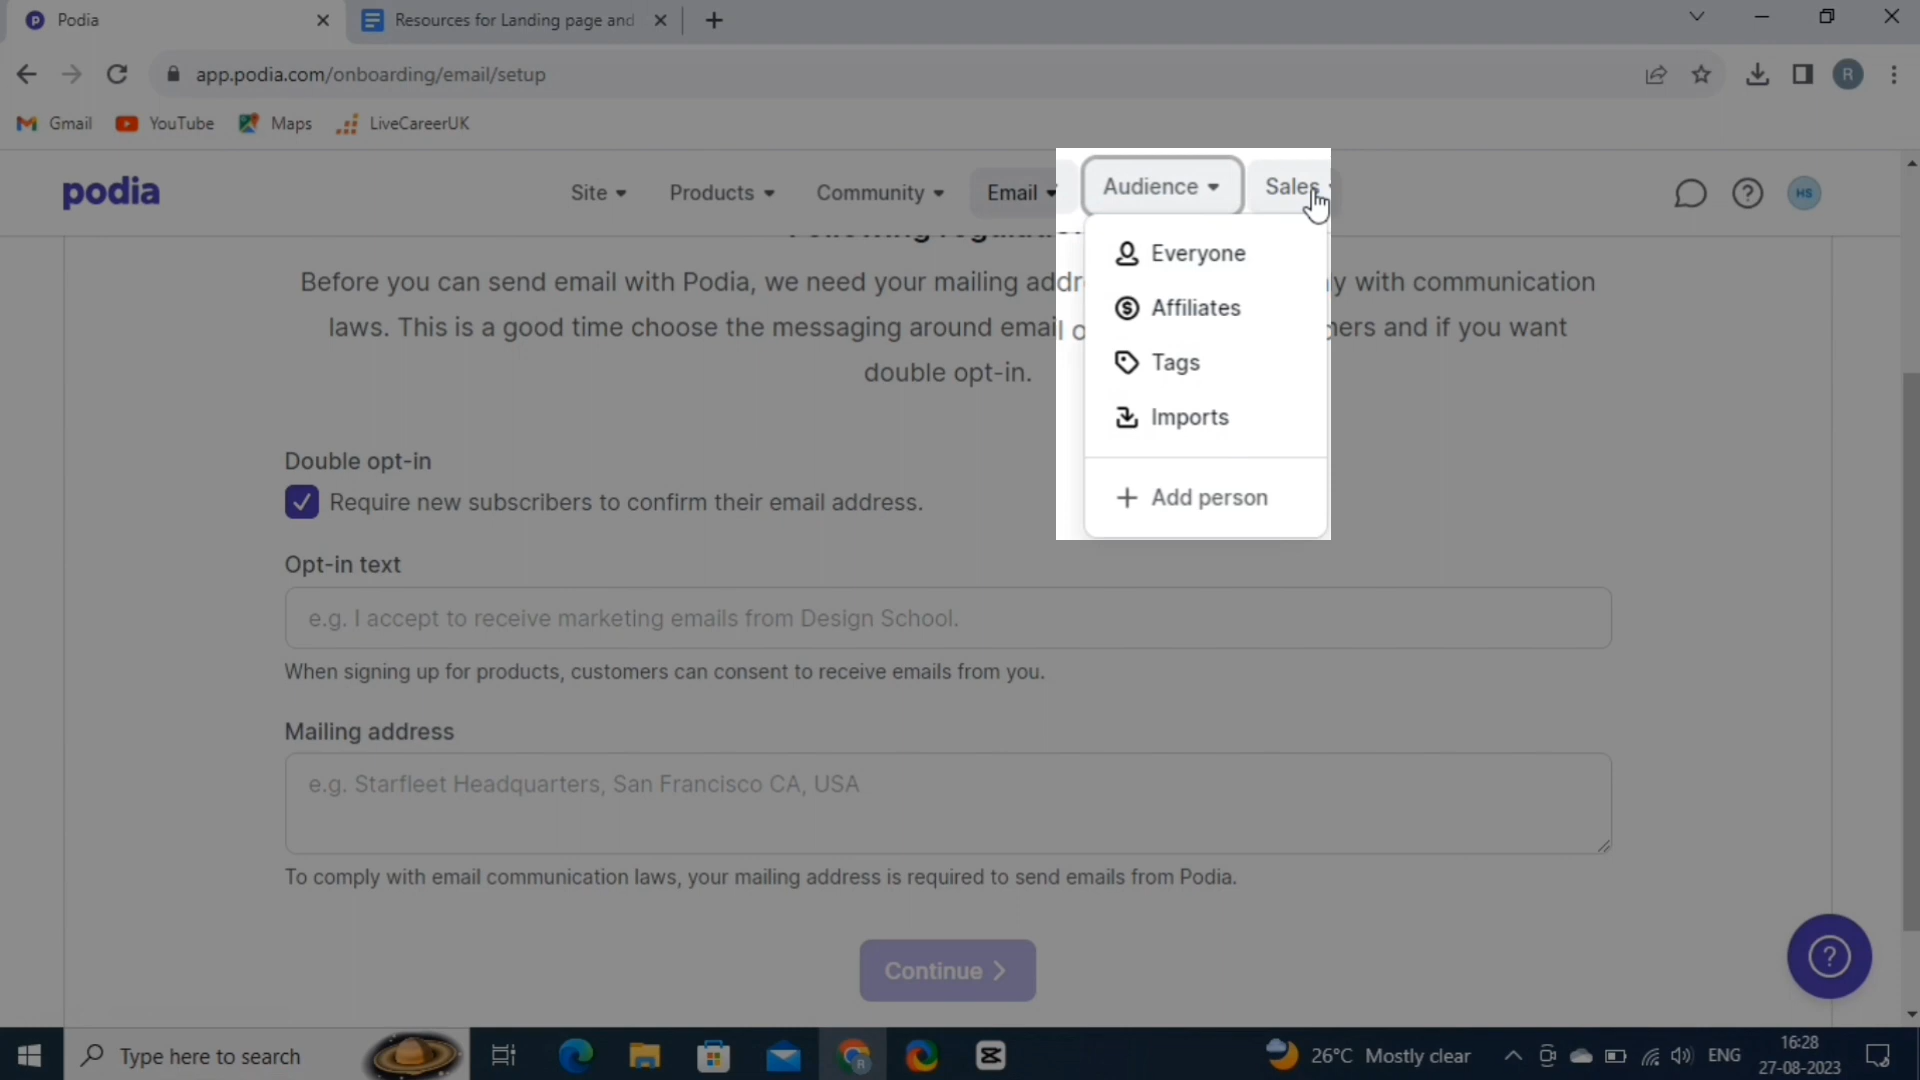 Podia
Resources for Landing page and
app.podia.com/onboarding/email/setup
R
Gmail
YouTube
Maps
LiveCareerUK
podia
Site
Products
Community
Email
Audience
Sales
HS
Everyone
Affiliates
Tags
Imports
Add person
Before you can send email with Podia, we need your mailing addr y with communication
laws. This is a good time choose the messaging around email ers and if you want
double opt-in.
Double opt-in
Require new subscribers to confirm their email address.
Opt-in text
e.g. I accept to receive marketing emails from Design School.
When signing up for products, customers can consent to receive emails from you.
Mailing address
e.g. Starfleet Headquarters, San Francisco CA, USA
To comply with email communication laws, your mailing address is required to send emails from Podia.
Continue
Type here to search
26°C Mostly clear
ENG
16:28
27-08-2023